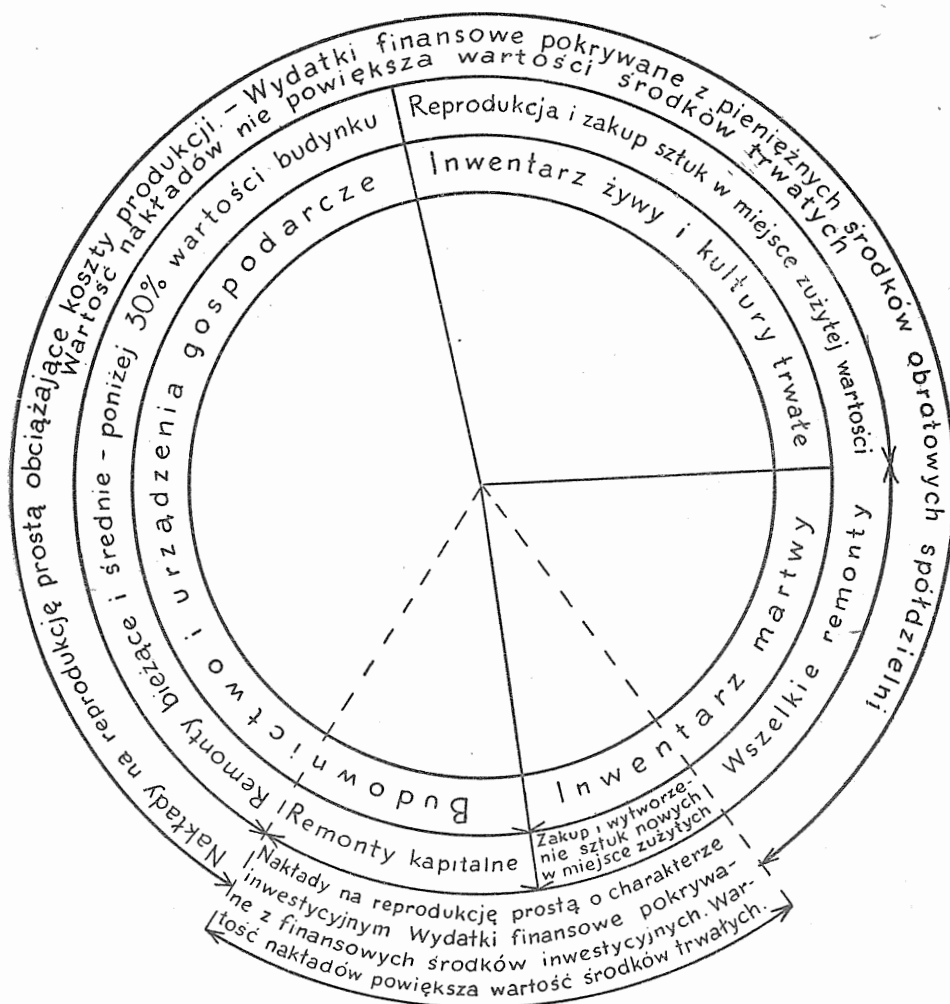 Nakłady na reprodukcję prostą obciążające koszty produkcji. – Wydatki finansowe pokrywane z pieniężnych środków obrotowych spółdzielni
Wartość nakładów nie powiększa wartości środków trwałych
Remonty bieżące i średnie - poniżej 30% wartości budynku
Reprodukcja i zakup sztuk w miejsce zużytej wartości
Wszelkie remonty
Budownictwo i urządzenia gospodarcze
Inwentarz żywy i kultury trwałe
Inwentarz martwy
Remonty kapitalne
Zakup i wytworze-
nie sztuk nowych
w miejsce zużytych
Nakłady na reprodukcję prostą o charakterze
inwestycyjnym Wydatki finansowe pokrywa-
ne z finansowych środków inwestycyjnych. War-
tość nakładów powiększa wartość środków trwałych.